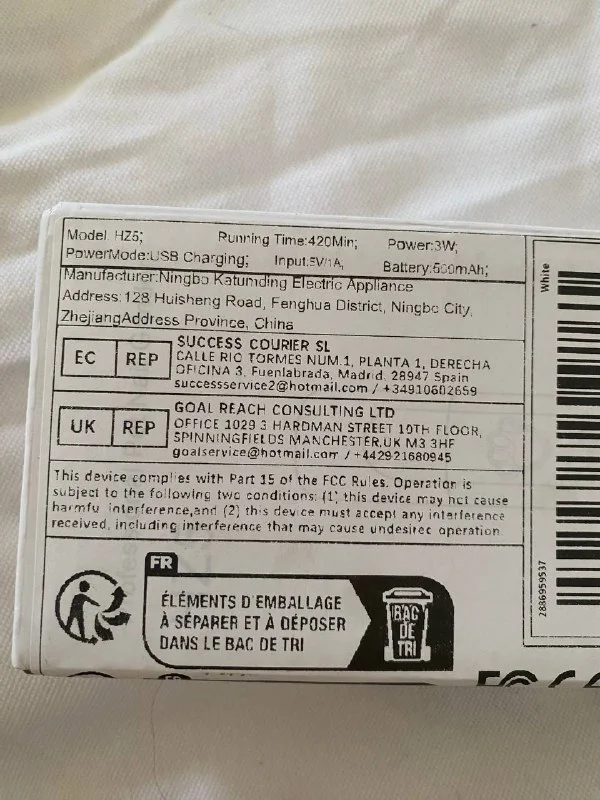 Model: HZ5; Running Time:420Min; Power:3W;
PowerMode:USB Charging; Input:5V/1A, Battery:500mAh;
Manufacturer:Ningbo Katumding Electric Appliance
Address:128 Huisheng Road, Fenghua District, Ningbo City,
ZhejiangAddress Province, China
EC REP
SUCCESS COURIER SL
CALLE RIO TORMES NUM.1, PLANTA 1, DERECHA
OFICINA 3, Fuenlabrada, Madrid. 28947 Spain
successservice2@hotmail.com / +34910602659
UK REP
GOAL REACH CONSULTING LTD
OFFICE 1029 3 HARDMAN STREET 10TH FLOOR,
SPINNINGFIELDS MANCHESTER,UK M3 3HF
goalservice@hotmail.com / +442921680945
This device complies with Part 15 of the FCC Rules. Operation is
subject to the following two conditions: (1) this device may not cause
harmful interference,and (2) this device must accept any interference
received, including interference that may cause undesired operation.
FR
ÉLÉMENTS D'EMBALLAGE
À SÉPARER ET À DÉPOSER
DANS LE BAC DE TRI
BAC
DE
TRI
White
2886959537